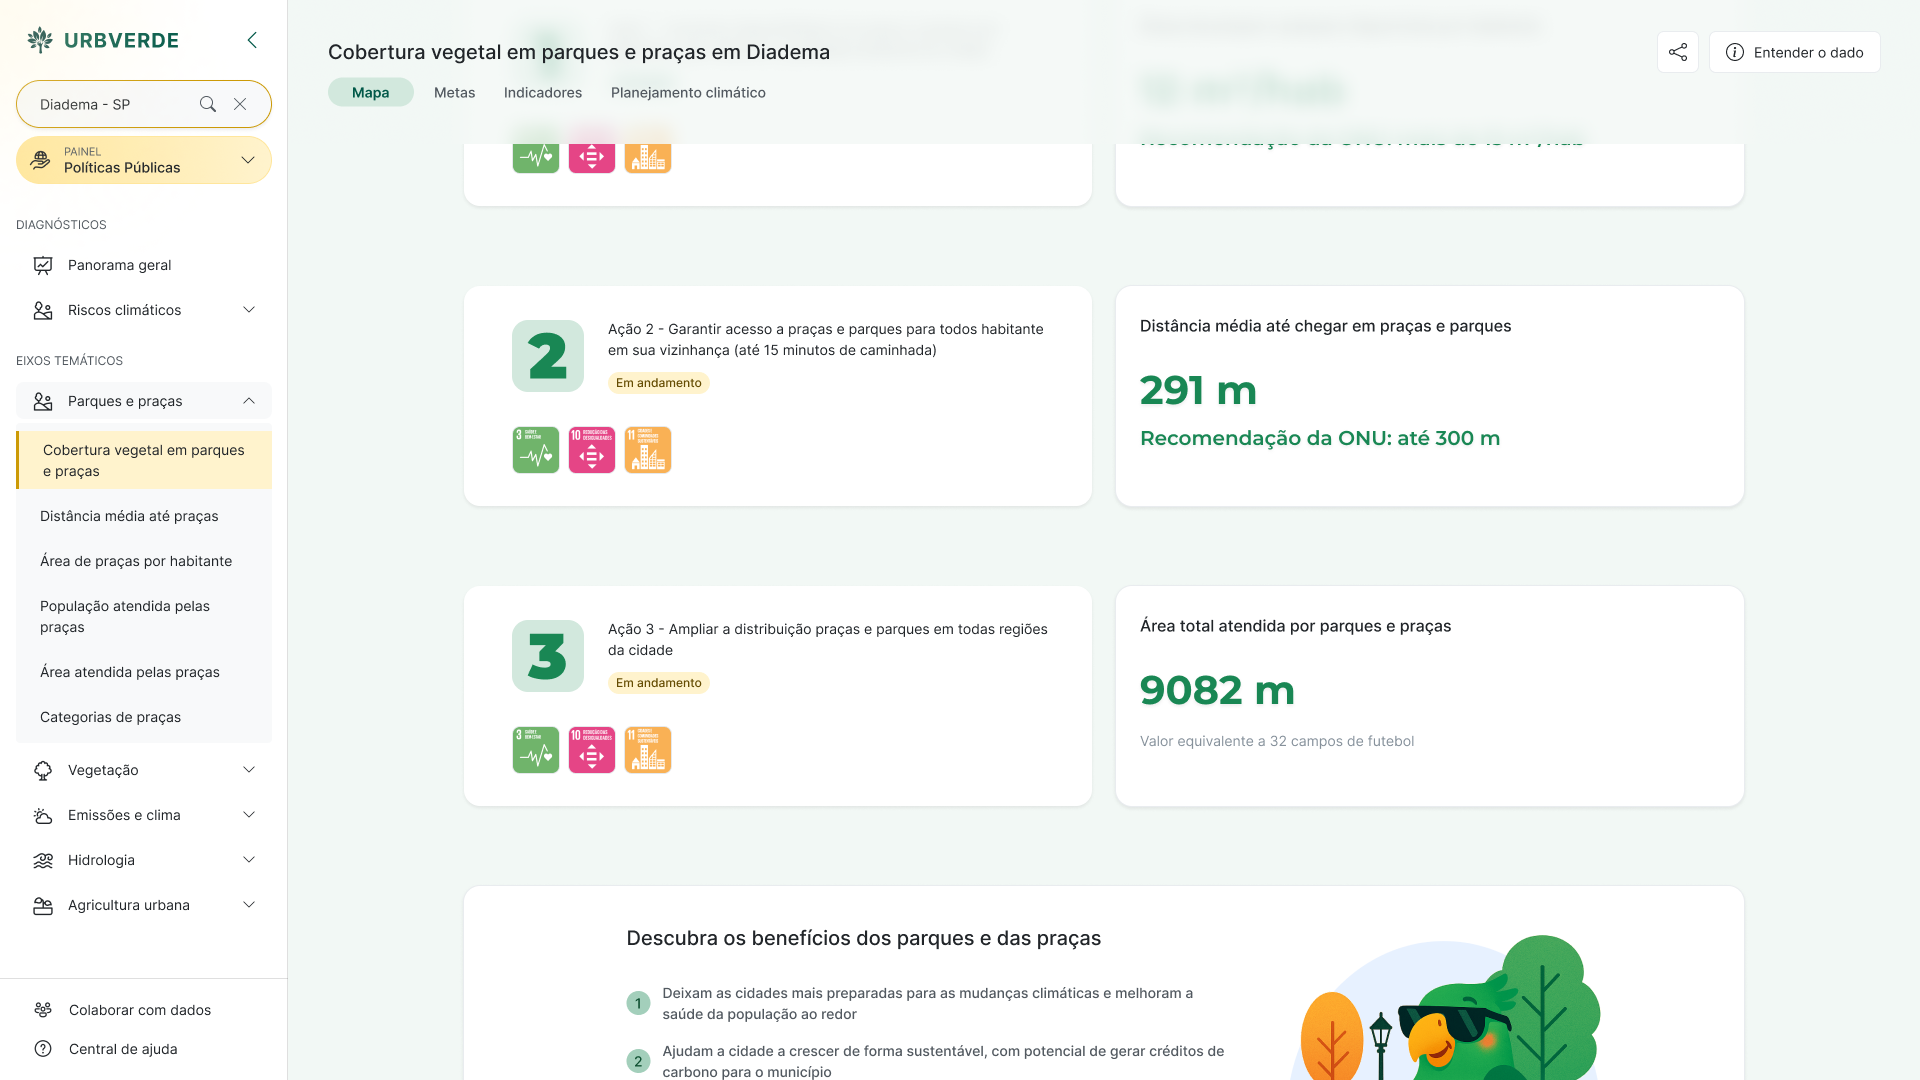 URBVERDE
Diadema - SP
PAINEL
Políticas Públicas
DIAGNÓSTICOS
Panorama geral
Riscos climáticos
EIXOS TEMÁTICOS
Parques e praças
Cobertura vegetal em parques
e praças
Distância média até praças
Área de praças por habitante
População atendida pelas
praças
Área atendida pelas praças
Categorias de praças
Vegetação
Emissões e clima
Hidrologia
Agricultura urbana
Colaborar com dados
Central de ajuda
Cobertura vegetal em parques e praças em Diadema
Mapa
Metas
Indicadores
Planejamento climático
Entender o dado
2
Ação 2 - Garantir acesso a praças e parques para todos habitante
em sua vizinhança (até 15 minutos de caminhada)
Em andamento
3
10
11
Distância média até chegar em praças e parques
291 m
Recomendação da ONU: até 300 m
3
Ação 3 - Ampliar a distribuição praças e parques em todas regiões
da cidade
Em andamento
3
10
11
Área total atendida por parques e praças
9082 m
Valor equivalente a 32 campos de futebol
Descubra os benefícios dos parques e das praças
1
Deixam as cidades mais preparadas para as mudanças climáticas e melhoram a
saúde da população ao redor
2
Ajudam a cidade a crescer de forma sustentável, com potencial de gerar créditos de
carbono para o município